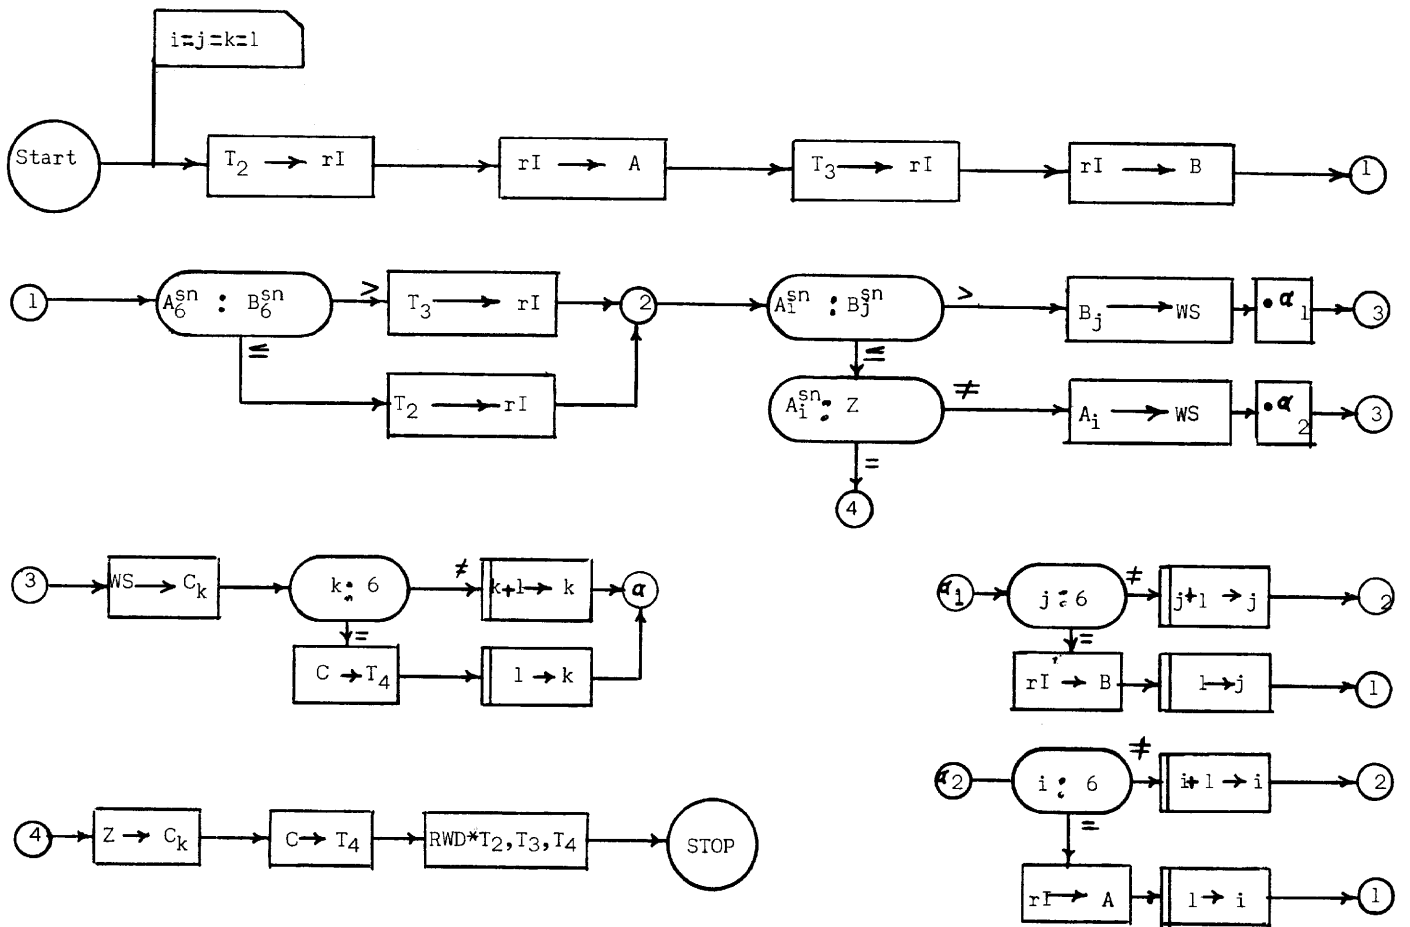 i=j=k=1
Start
T₂ → rI
rI → A
T₃ → rI
rI → B
1
1
A₆ˢⁿ : B₆ˢⁿ
>
T₃ → rI
2
Aᵢˢⁿ : Bⱼˢⁿ
>
Bⱼ → WS
• α₁
3
≤
T₂ → rI
≤
Aᵢˢⁿ : Z
≠
Aᵢ → WS
• α₂
3
=
4
3
WS → Cₖ
k : 6
≠
k+1 → k
α
=
C → T₄
1 → k
α1
j : 6
≠
j+1 → j
2
=
rI → B
1 → j
1
α2
i : 6
≠
i+1 → i
2
=
rI → A
1 → i
1
4
Z → Cₖ
C → T₄
RWD*T₂,T₃,T₄
STOP